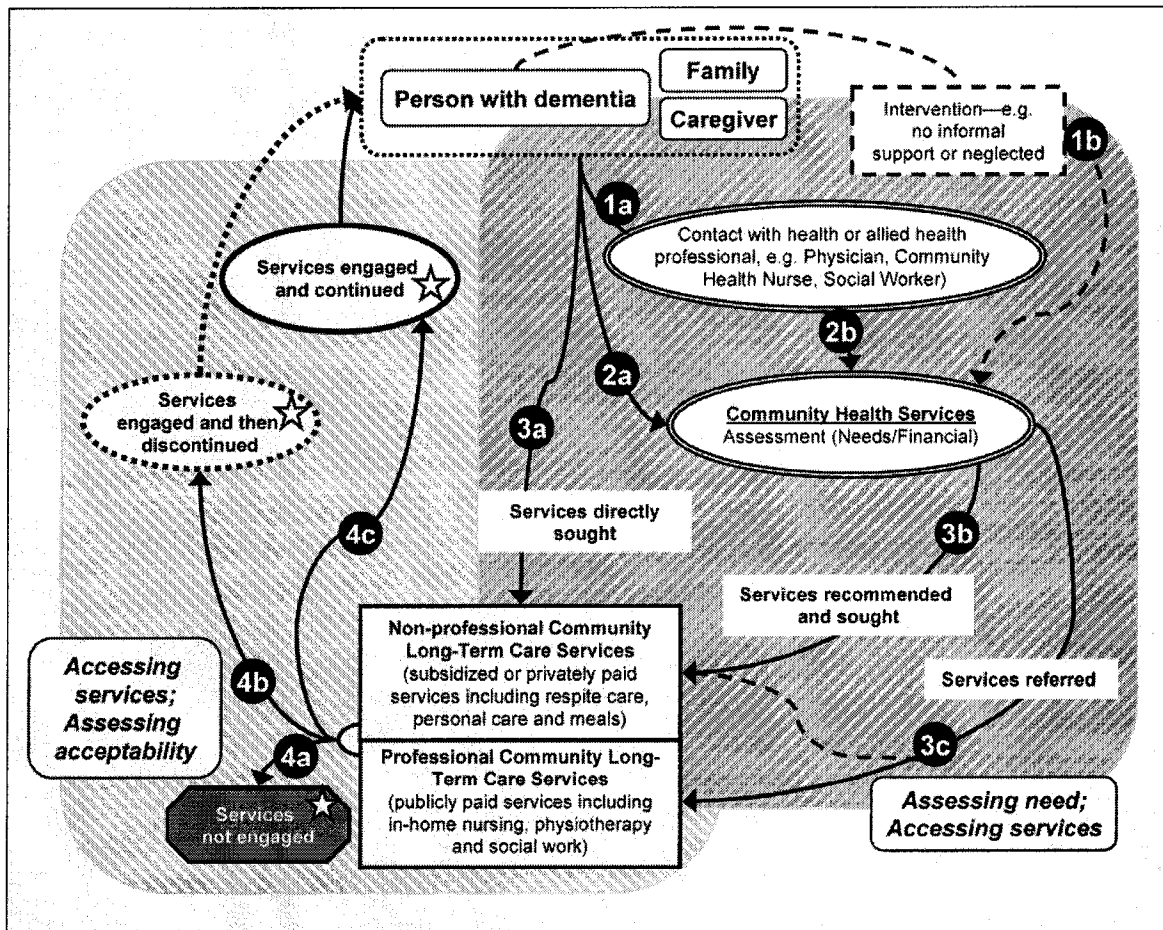 Person with dementia
Family
Caregiver
Intervention—e.g.
no informal
support or neglected
1b
1a
Contact with health or allied health
professional, e.g. Physician, Community
Health Nurse, Social Worker)
2b
2a
Community Health Services
Assessment (Needs/Financial)
Services engaged
and continued
Services
engaged and then
discontinued
3a
Services directly
sought
3b
Services recommended
and sought
Services referred
3c
4c
4b
4a
Non-professional Community
Long-Term Care Services
(subsidized or privately paid
services including respite care,
personal care and meals)
Professional Community Long-
Term Care Services
(publicly paid services including
in-home nursing, physiotherapy
and social work)
Accessing
services;
Assessing
acceptability
Services
not engaged
Assessing need;
Accessing services